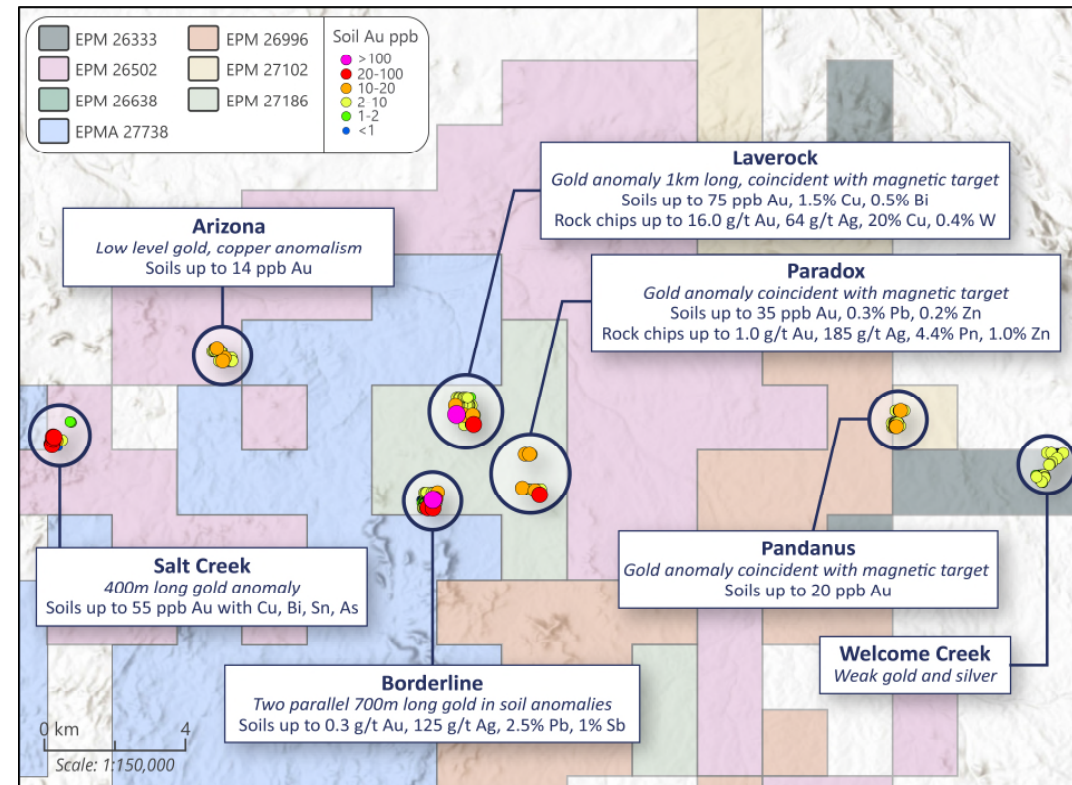 EPM 26333
EPM 26502
EPM 26638
EPMA 27738
EPM 26996
EPM 27102
EPM 27186
Soil Au ppb
>100
20-100
10-20
2 10
1-2
<1
Laverock
Gold anomaly 1km long, coincident with magnetic target
Soils up to 75 ppb Au, 1.5% Cu, 0.5% Bi
Rock chips up to 16.0 g/t Au, 64 g/t Ag, 20% Cu, 0.4% W
Arizona
Low level gold, copper anomalism
Soils up to 14 ppb Au
Paradox
Gold anomaly coincident with magnetic target
Soils up to 35 ppb Au, 0.3% Pb, 0.2% Zn
Rock chips up to 1.0 g/t Au, 185 g/t Ag, 4.4% Pn, 1.0% Zn
Salt Creek
400m long gold anomaly
Soils up to 55 ppb Au with Cu, Bi, Sn, As
Pandanus
Gold anomaly coincident with magnetic target
Soils up to 20 ppb Au
Welcome Creek
Weak gold and silver
Borderline
Two parallel 700m long gold in soil anomalies
Soils up to 0.3 g/t Au, 125 g/t Ag, 2.5% Pb, 1% Sb
0 km 4
Scale: 1:150,000